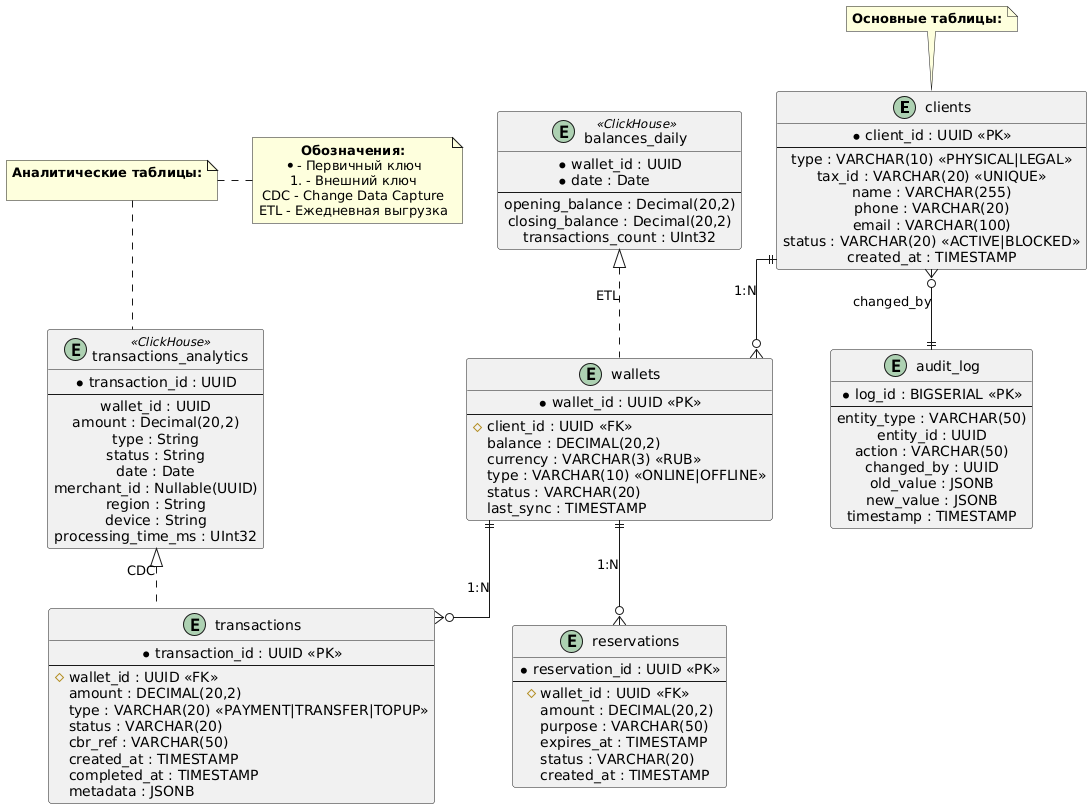 Основные таблицы:
E clients
client_id : UUID «PK»
type : VARCHAR(10) «PHYSICAL|LEGAL»
tax_id : VARCHAR(20) «UNIQUE»
name : VARCHAR(255)
phone : VARCHAR(20)
email : VARCHAR(100)
status : VARCHAR(20) «ACTIVE|BLOCKED»
created_at : TIMESTAMP
«ClickHouse»
E balances_daily
wallet_id : UUID
date : Date
opening_balance : Decimal(20,2)
closing_balance : Decimal(20,2)
transactions_count : UInt32
Аналитические таблицы:
Обозначения:
• - Первичный ключ
1. - Внешний ключ
CDC - Change Data Capture
ETL - Ежедневная выгрузка
ETL
1:N
changed_by
«ClickHouse»
E transactions_analytics
transaction_id : UUID
wallet_id : UUID
amount : Decimal(20,2)
type : String
status : String
date : Date
merchant_id : Nullable(UUID)
region : String
device : String
processing_time_ms : UInt32
E wallets
wallet_id : UUID «PK»
client_id : UUID «FK»
balance : DECIMAL(20,2)
currency : VARCHAR(3) «RUB»
type : VARCHAR(10) «ONLINE|OFFLINE»
status : VARCHAR(20)
last_sync : TIMESTAMP
E audit_log
log_id : BIGSERIAL «PK»
entity_type : VARCHAR(50)
entity_id : UUID
action : VARCHAR(50)
changed_by : UUID
old_value : JSONB
new_value : JSONB
timestamp : TIMESTAMP
CDC
1:N
1:N
E transactions
transaction_id : UUID «PK»
wallet_id : UUID «FK»
amount : DECIMAL(20,2)
type : VARCHAR(20) «PAYMENT|TRANSFER|TOPUP»
status : VARCHAR(20)
cbr_ref : VARCHAR(50)
created_at : TIMESTAMP
completed_at : TIMESTAMP
metadata : JSONB
E reservations
reservation_id : UUID «PK»
wallet_id : UUID «FK»
amount : DECIMAL(20,2)
purpose : VARCHAR(50)
expires_at : TIMESTAMP
status : VARCHAR(20)
created_at : TIMESTAMP